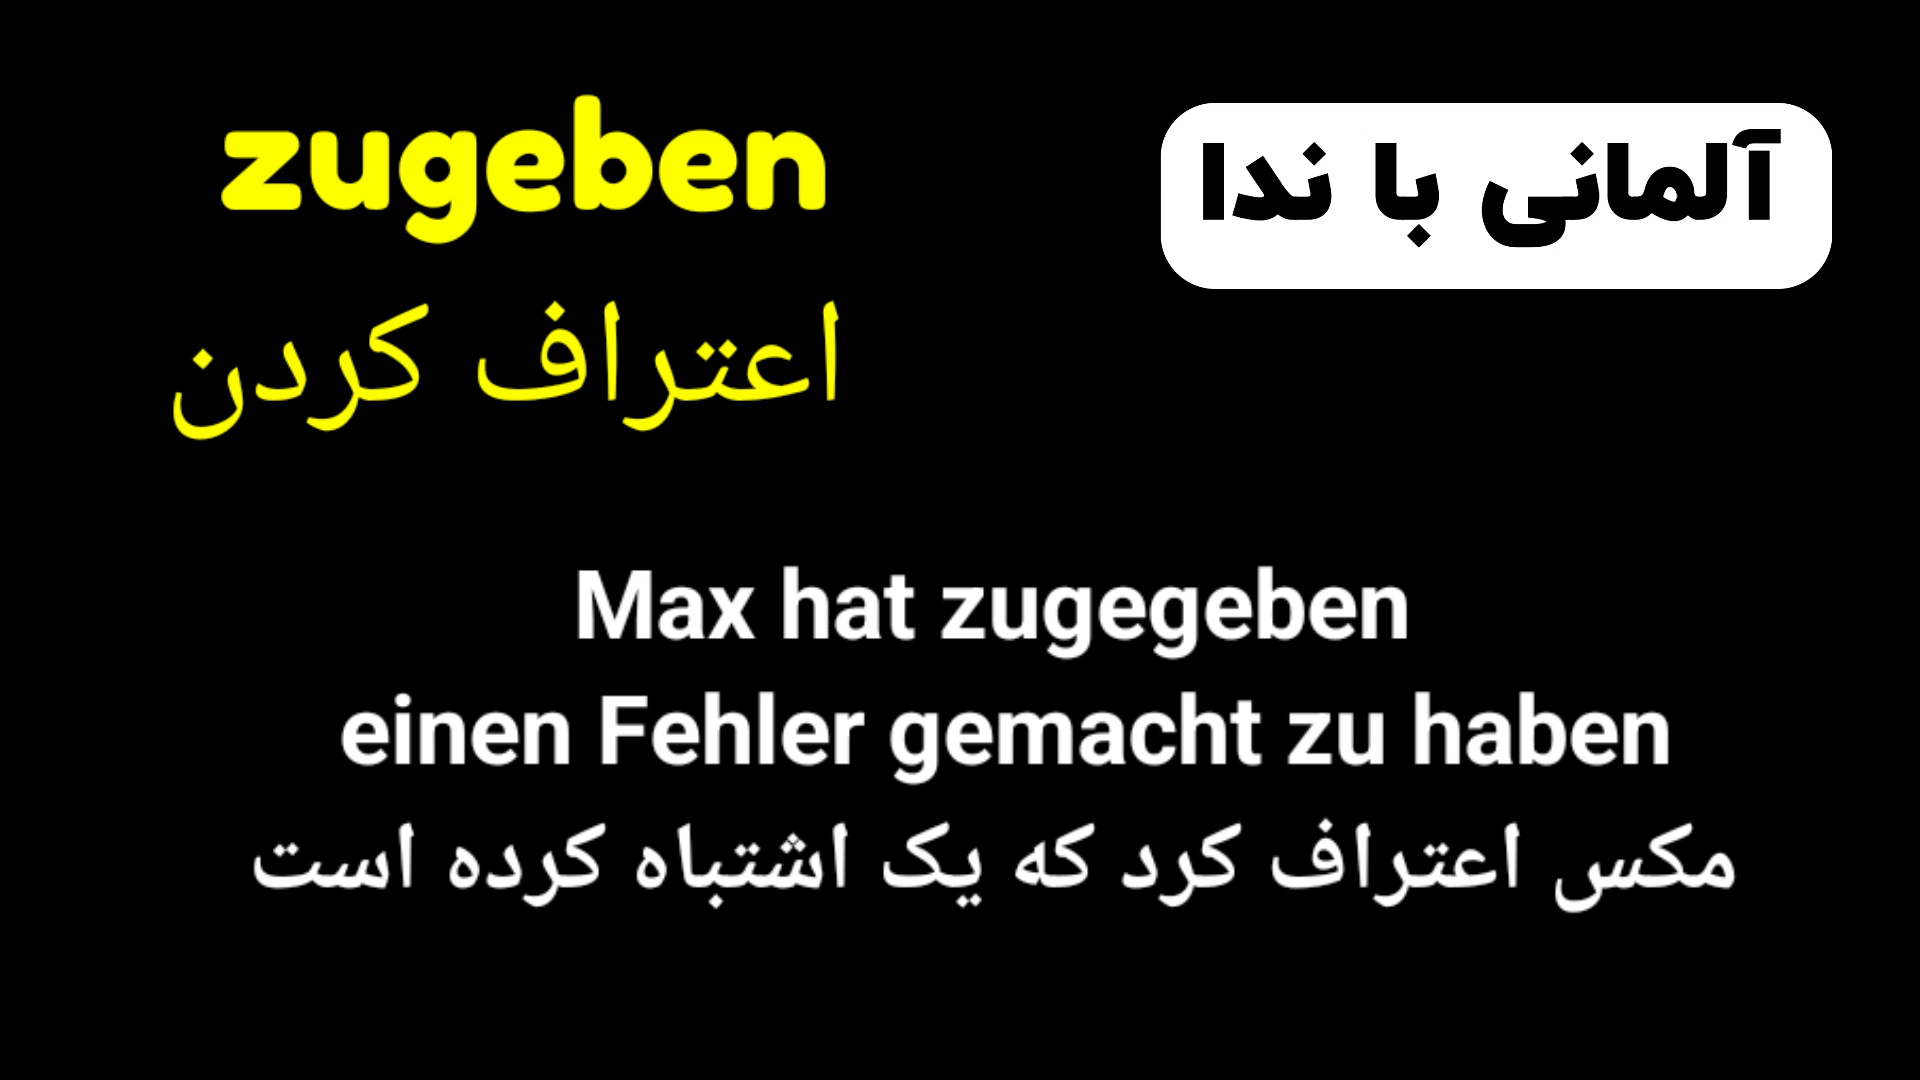 zugeben
آلمانی با ندا
اعتراف کردن
Max hat zugegeben
einen Fehler gemacht zu haben
مکس اعتراف کرد که یک اشتباه کرده است